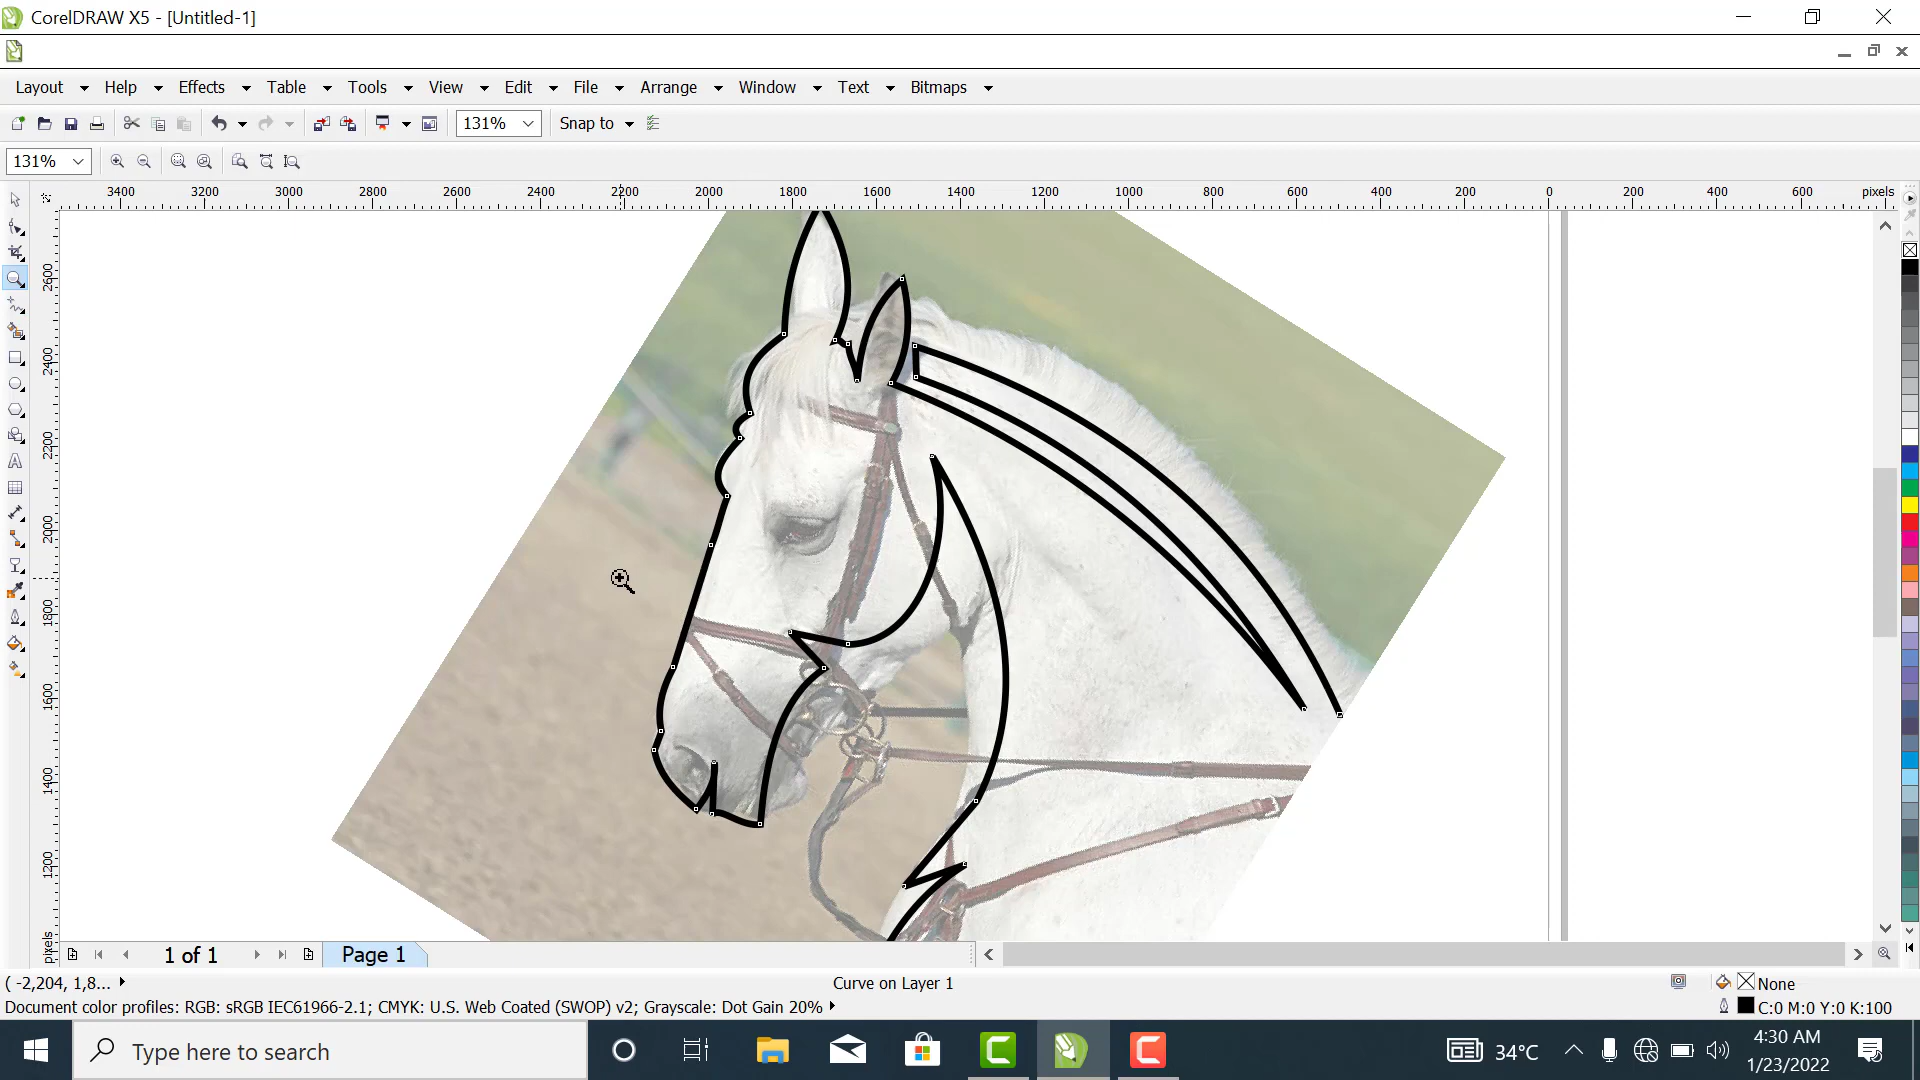 CorelDRAW X5 - [Untitled-1]
Layout Help Effects Table Tools View Edit File Arrange Window Text Bitmaps
131% Snap to
131%
3400 3200 3000 2800 2600 2400 2200 2000 1800 1600 1400 1200 1000 800 600 400 200 0 200 400 600 pixels
2600
2400
2200
2000
1800
1600
1400
1200
pixels
1 of 1 Page 1
( -2,204, 1,8... Curve on Layer 1 None
Document color profiles: RGB: sRGB IEC61966-2.1; CMYK: U.S. Web Coated (SWOP) v2; Grayscale: Dot Gain 20% C:0 M:0 Y:0 K:100
Type here to search 34°C 4:30 AM
1/23/2022